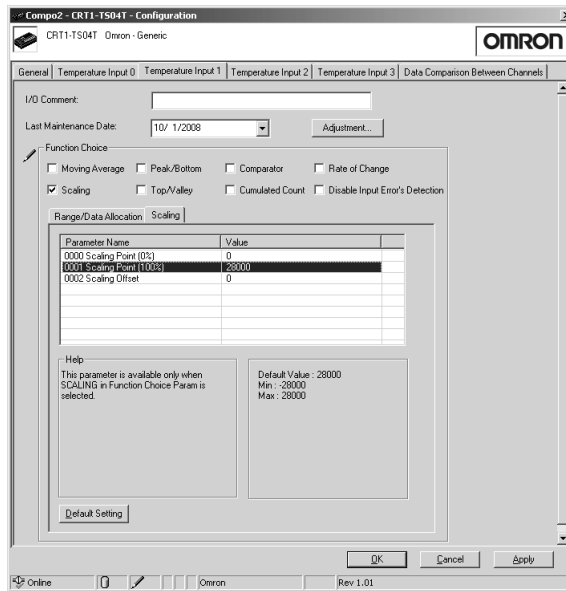 Compo2 - CRT1-TS04T - Configuration
CRT1-TS04T Omron - Generic
OMRON
General Temperature Input 0 Temperature Input 1 Temperature Input 2 Temperature Input 3 Data Comparison Between Channels
I/O Comment:
Last Maintenance Date: 10/ 1/2008 Adjustment...
Function Choice
Moving Average Peak/Bottom Comparator Rate of Change
Scaling Top/Valley Cumulated Count Disable Input Error's Detection
Range/Data Allocation Scaling
Parameter Name Value
0000 Scaling Point (0%) 0
0001 Scaling Point (100%) 28000
0002 Scaling Offset 0
Help
This parameter is available only when
SCALING in Function Choice Param is
selected.
Default Value : 28000
Min : -28000
Max : 28000
Default Setting
OK Cancel Apply
Online Omron Rev 1.01